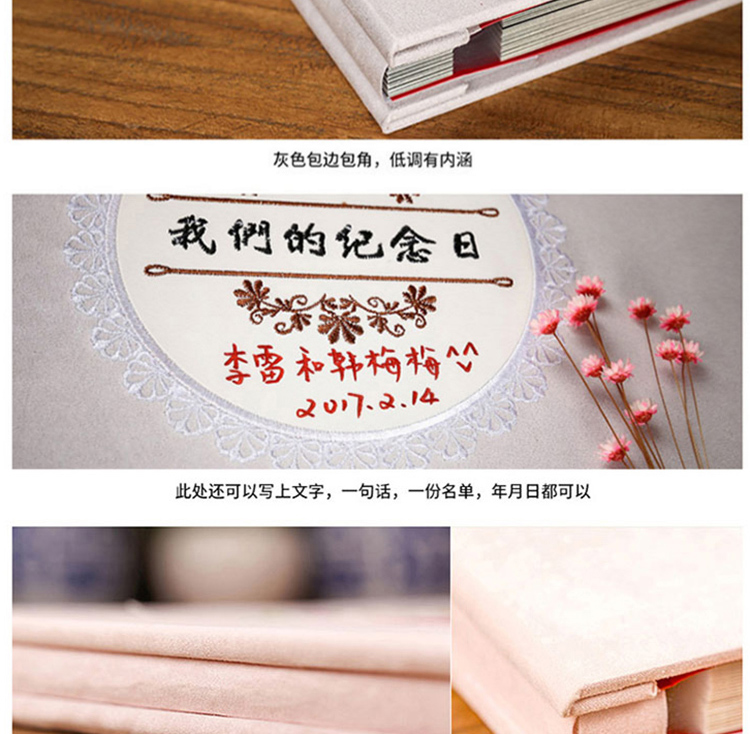 灰色包边包角，低调有内涵
我們的纪念日
李雷和韩梅梅^^
2017.2.14
此处还可以写上文字，一句话，一份名单，年月日都可以